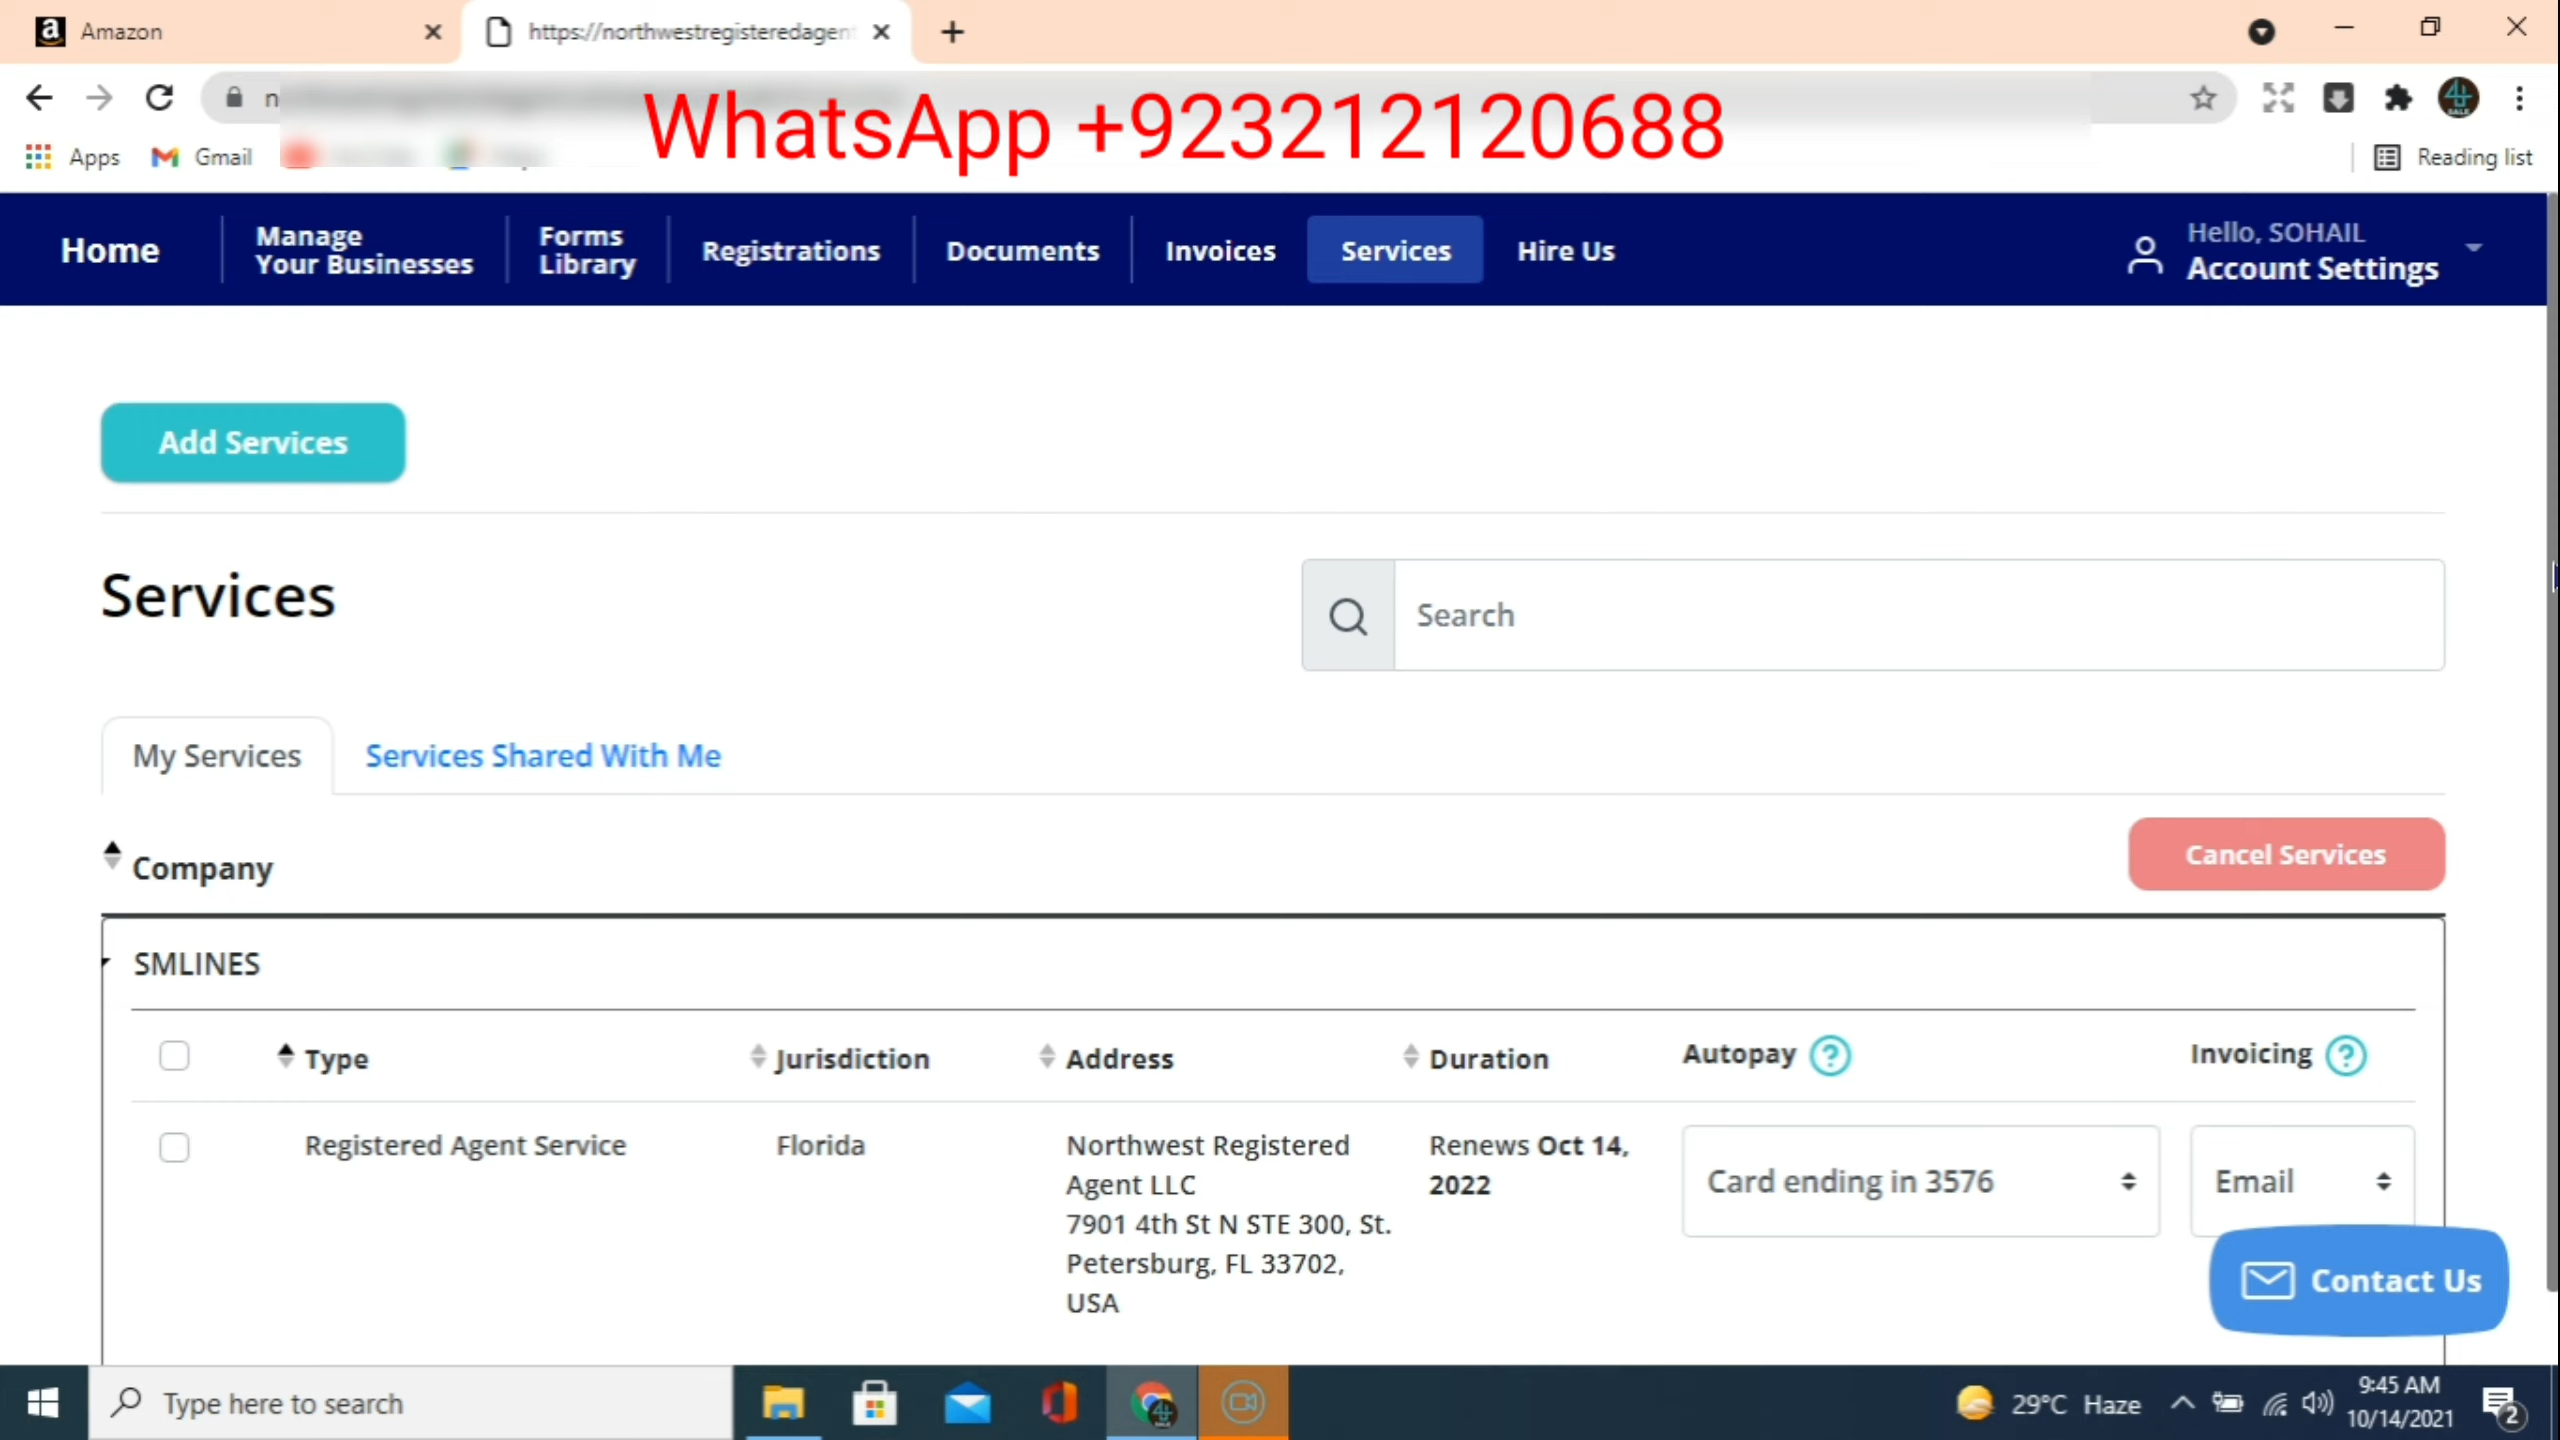 Amazon
https://northwestregisteredagent
WhatsApp +923212120688
Apps
Gmail
Reading list
Home
Manage
Your Businesses
Forms
Library
Registrations
Documents
Invoices
Services
Hire Us
Hello, SOHAIL
Account Settings
Add Services
Services
Search
My Services
Services Shared With Me
Company
Cancel Services
SMLINES
Type
Jurisdiction
Address
Duration
Autopay ?
Invoicing ?
Registered Agent Service
Florida
Northwest Registered
Agent LLC
7901 4th St N STE 300, St.
Petersburg, FL 33702,
USA
Renews Oct 14,
2022
Card ending in 3576
Email
Contact Us
Type here to search
29°C Haze
9:45 AM
10/14/2021
2